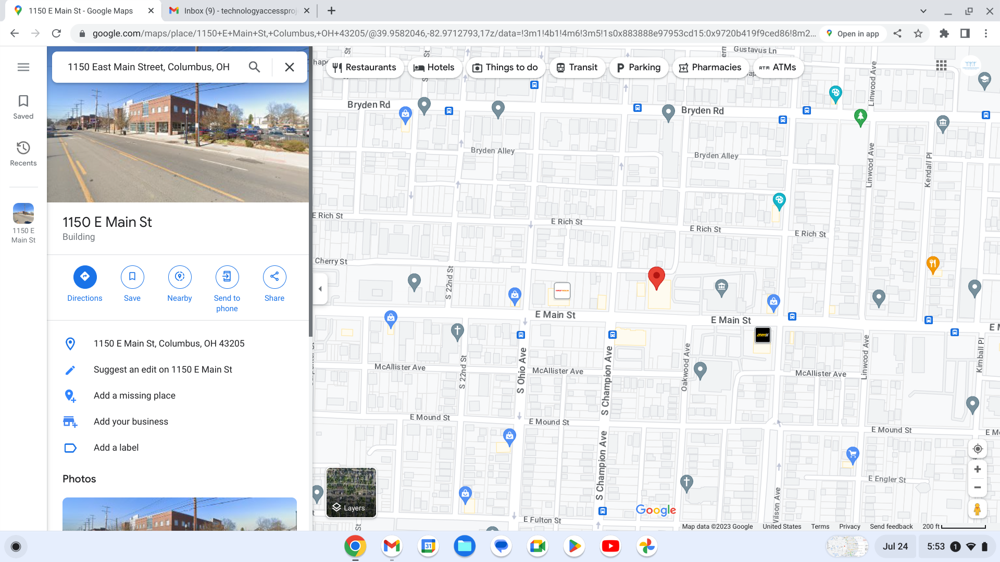 1150 E Main St - Google Maps
Inbox (9) - technologyaccessproj
google.com/maps/place/1150+E+Main+St,+Columbus,+OH+43205/@39.9582046,-82.9712793,17z/data=!3m1!4b1!4m6!3m5!1s0x883888e97953cd15:0x9720b419f9ced86!8m2...
Open in app
1150 East Main Street, Columbus, OH
Restaurants
Hotels
Things to do
Transit
Parking
Pharmacies
ATM
ATMs
Saved
Recents
1150 E
Main St
1150 E Main St
Building
Directions
Save
Nearby
Send to
phone
Share
1150 E Main St, Columbus, OH 43205
Suggest an edit on 1150 E Main St
Add a missing place
Add your business
Add a label
Photos
Gustavus Ln
St
St
Linwood Ave
Bryden Rd
Bryden Rd
Bryden Alley
Bryden Alley
Linwood Ave
Kendall Pl
E Rich St
E Rich St
E Rich St
E Rich St
Cherry St
S 22nd St
E Main St
E Main St
S 22nd St
S Ohio Ave
S Champion Ave
Oakwood Ave
Linwood Ave
Kimball Pl
McAllister Ave
McAllister Ave
McAllister Ave
E Mound St
E Mound St
E Mound St
S Champion Ave
E Engler St
Wilson Ave
E Fulton St
St
Layers
Google
Map data ©2023 Google
United States
Terms
Privacy
Send feedback
200 ft
31
Jul 24
5:53
1